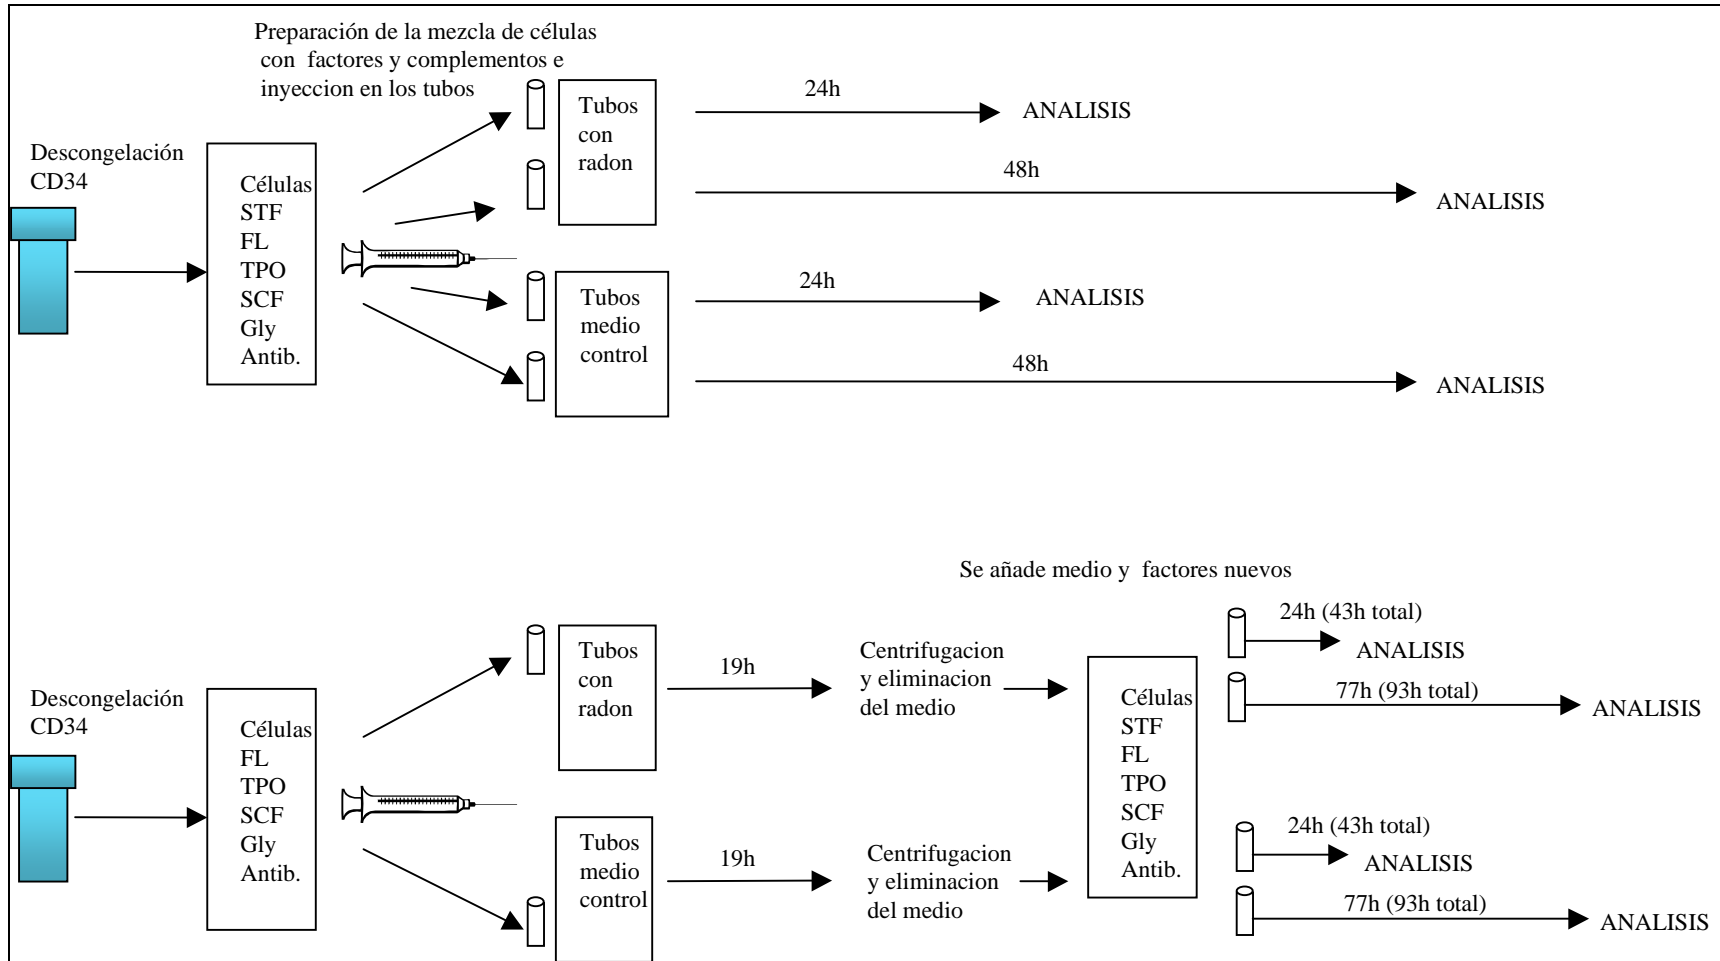 Preparación de la mezcla de células
con factores y complementos e
inyeccion en los tubos
Descongelación
CD34
Células
STF
FL
TPO
SCF
Gly
Antib.
Tubos
con
radon
24h
ANALISIS
48h
ANALISIS
Tubos
medio
control
24h
ANALISIS
48h
ANALISIS
Se añade medio y factores nuevos
Descongelación
CD34
Células
FL
TPO
SCF
Gly
Antib.
Tubos
con
radon
19h
Centrifugacion
y eliminacion
del medio
Tubos
medio
control
19h
Centrifugacion
y eliminacion
del medio
Células
STF
FL
TPO
SCF
Gly
Antib.
24h (43h total)
ANALISIS
77h (93h total)
ANALISIS
24h (43h total)
ANALISIS
77h (93h total)
ANALISIS